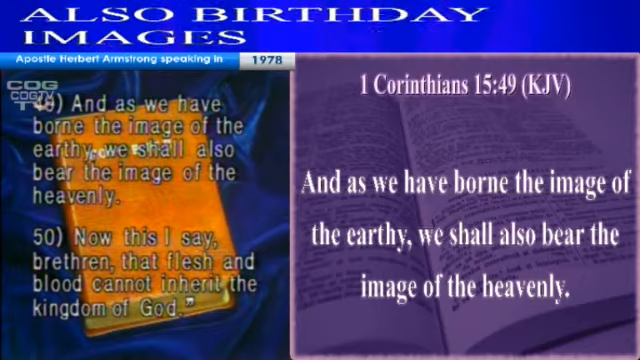 ALSO BIRTHDAY
IMAGES
Apostle Herbert Armstrong speaking in 1978
COG
COGTV
TV
49) And as we have
borne the image of the
earthy, we shall also
bear the image of the
heavenly.
50) Now this I say,
brethren, that flesh and
blood cannot inherit the
kingdom of God."
1 Corinthians 15:49 (KJV)
And as we have borne the image of
the earthy, we shall also bear the
image of the heavenly.